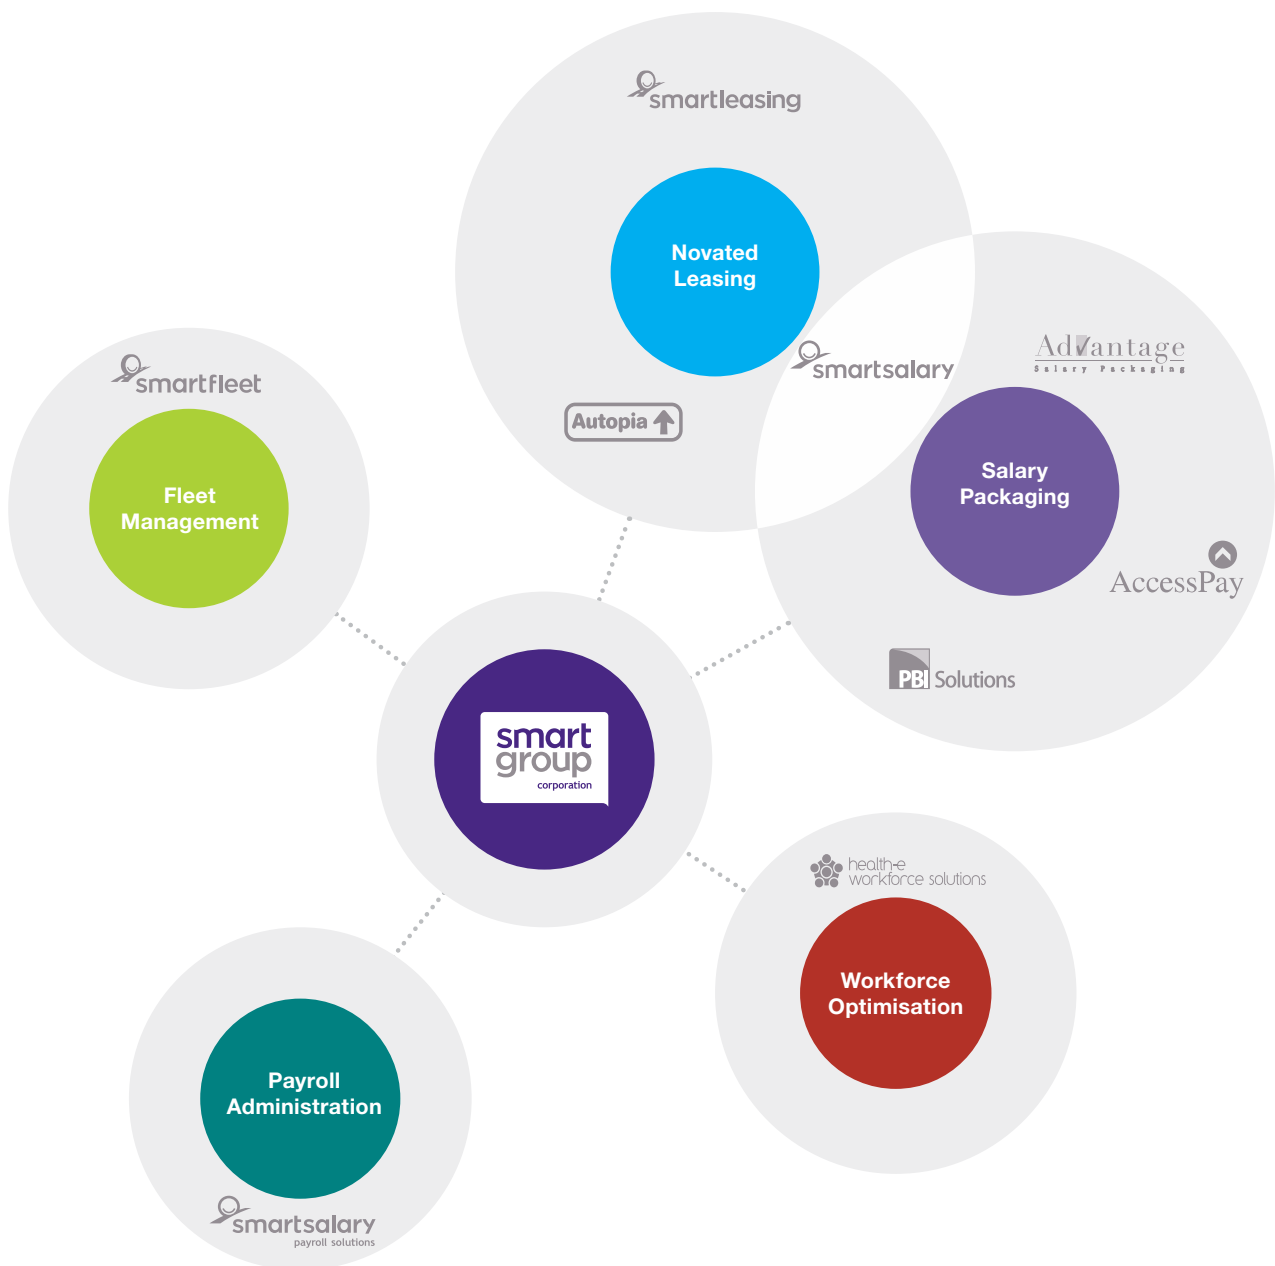 smartleasing
Novated
Leasing
smartsalary
Advantage
Salary Packaging
smartfleet
Autopia
Fleet
Management
Salary
Packaging
AccessPay
PBI Solutions
smart
group
corporation
health-e
workforce solutions
Workforce
Optimisation
Payroll
Administration
smartsalary
payroll solutions